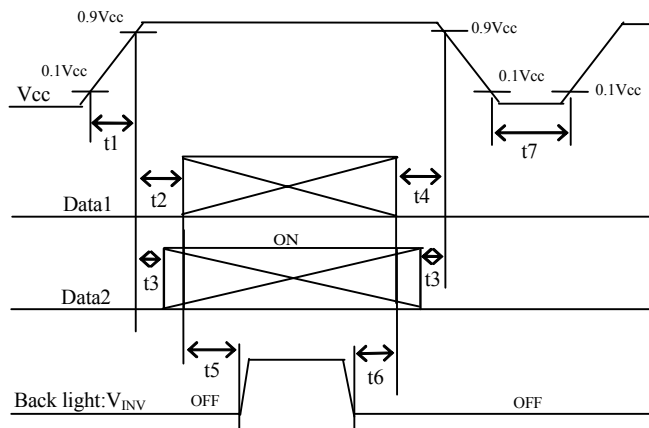 0.9Vcc
0.9Vcc
0.1Vcc
0.1Vcc
0.1Vcc
Vcc
t1
t7
t2
t4
Data1
ON
t3
t3
Data2
t5
t6
Back light:VINV
OFF
OFF